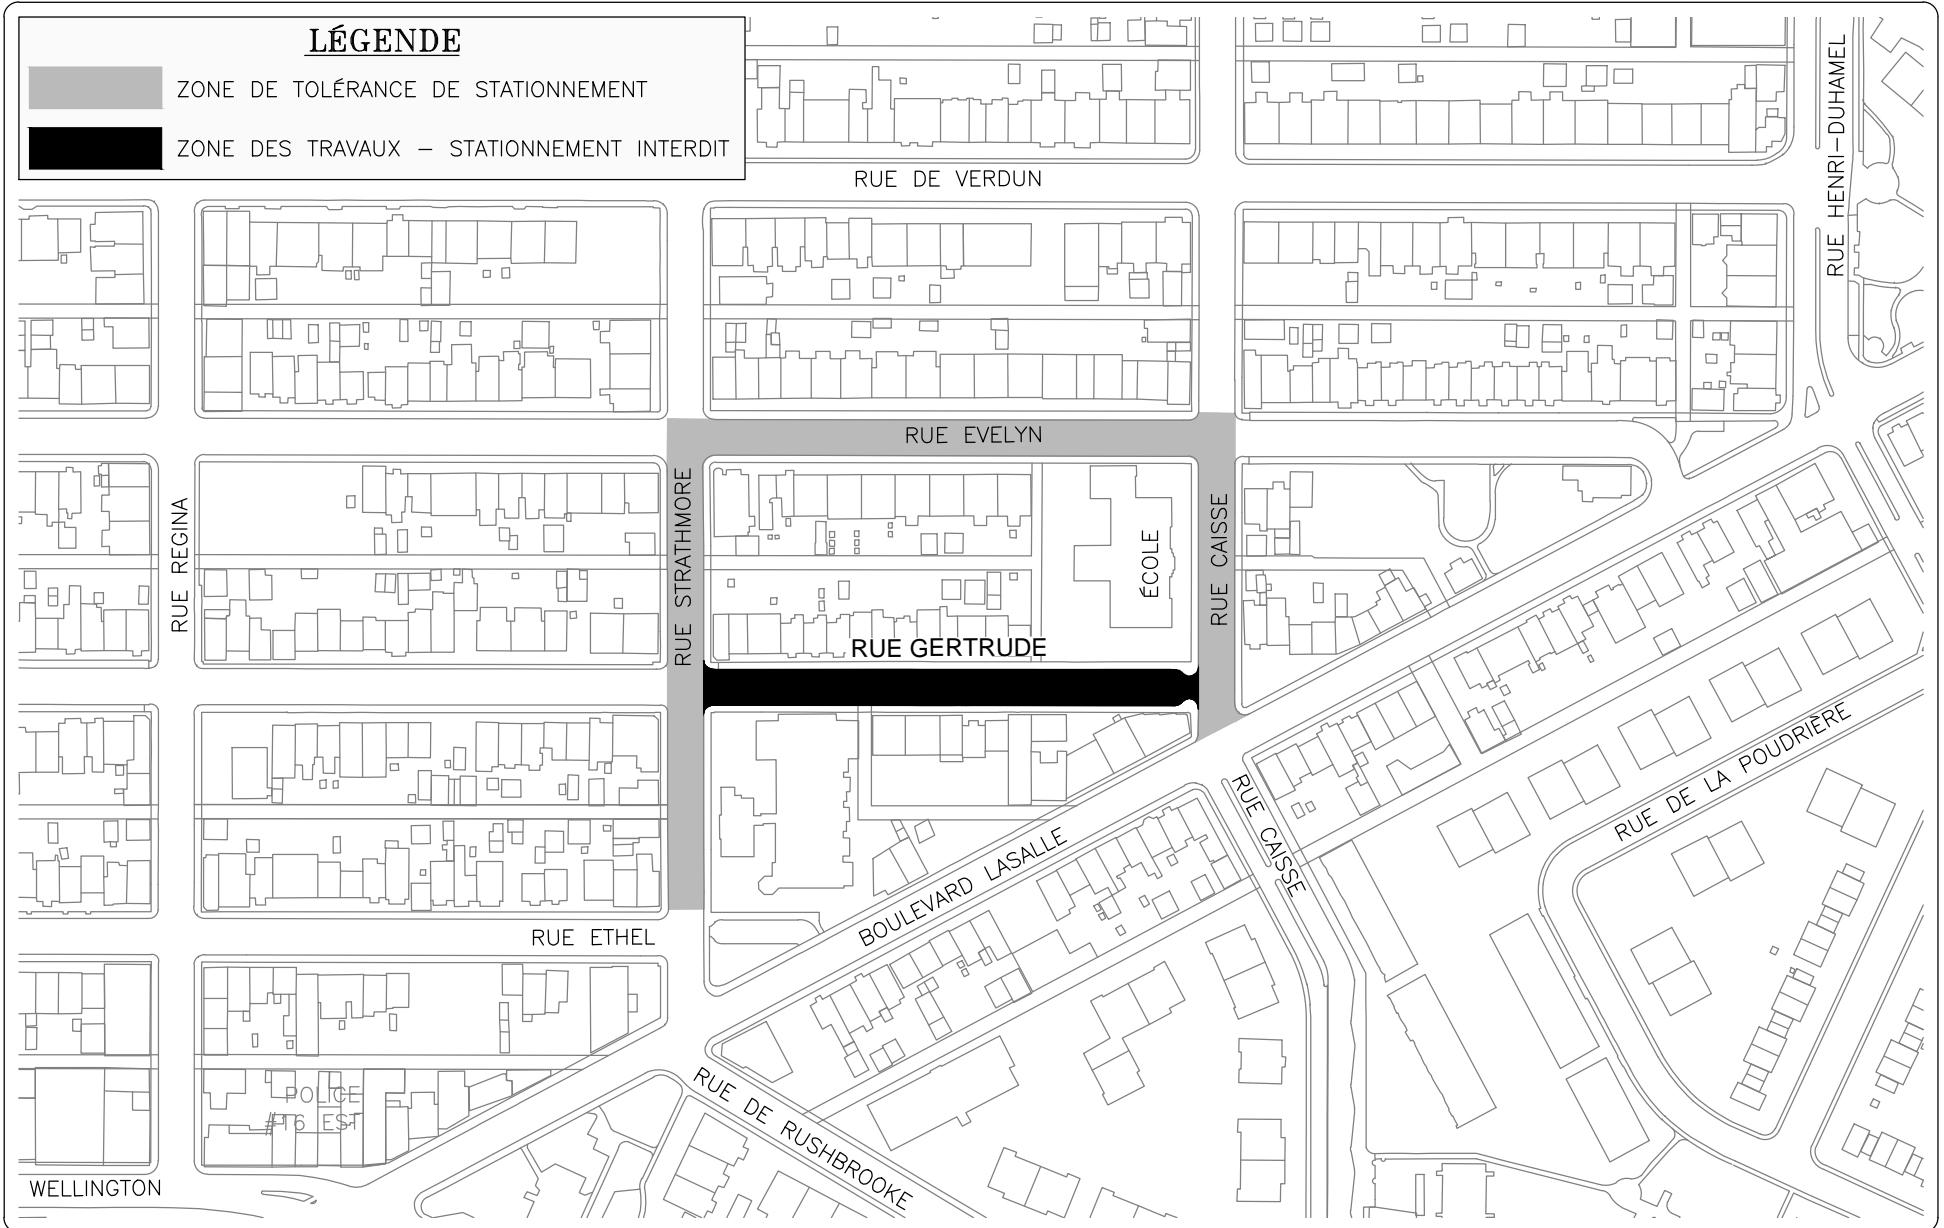 LÉGENDE
ZONE DE TOLÉRANCE DE STATIONNEMENT
ZONE DES TRAVAUX – STATIONNEMENT INTERDIT
RUE DE VERDUN
RUE HENRI-DUHAMEL
RUE EVELYN
RUE REGINA
RUE STRATHMORE
ÉCOLE
RUE CAISSE
RUE GERTRUDE
RUE DE LA POUDRIÈRE
RUE CAISSE
BOULEVARD LASALLE
RUE ETHEL
POLICE
#16 EST
RUE DE RUSHBROOKE
WELLINGTON